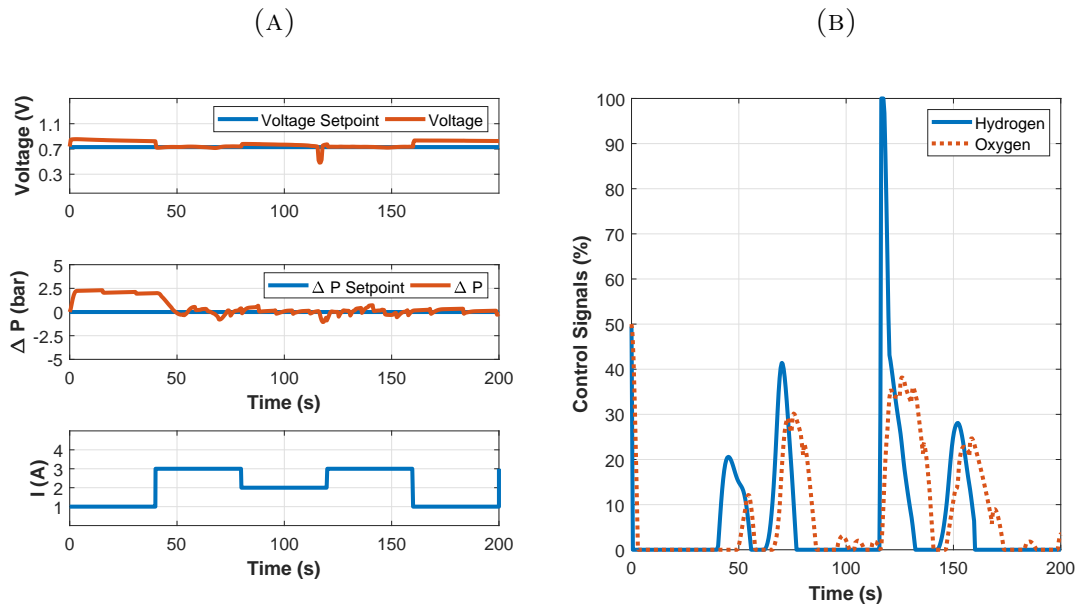 (A)
Voltage (V)
1.1
0.7
0.3
Voltage Setpoint Voltage
0 50 100 150 200
Δ P (bar)
5
2.5
0
-2.5
-5
Δ P Setpoint Δ P
0 50 100 150 200
Time (s)
I (A)
4
3
2
1
0 50 100 150 200
Time (s)
(B)
Control Signals (%)
100
90
80
70
60
50
40
30
20
10
0
Hydrogen
Oxygen
0 50 100 150 200
Time (s)